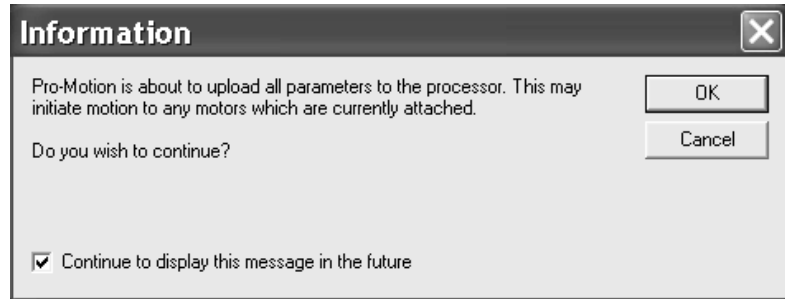 Information
Pro-Motion is about to upload all parameters to the processor. This may
initiate motion to any motors which are currently attached.
Do you wish to continue?
OK
Cancel
Continue to display this message in the future